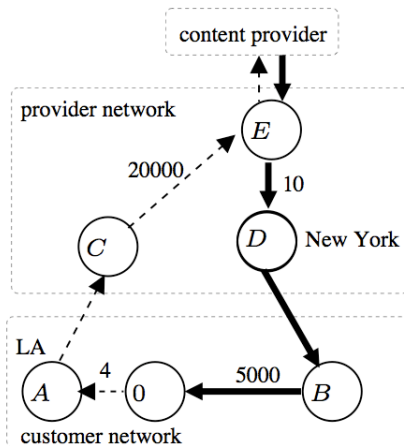 content provider
provider network
E
20000
10
C
D
New York
LA
4
5000
A
0
B
customer network